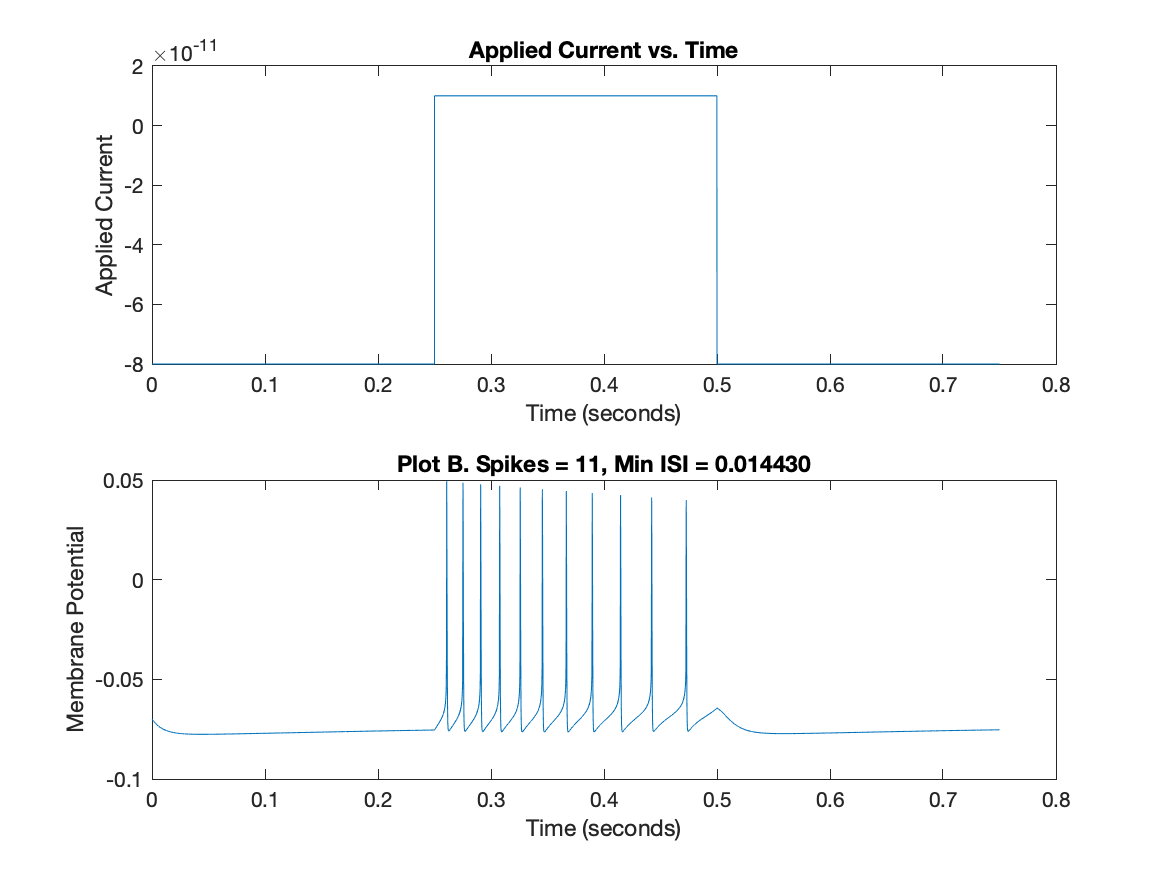 Applied Current vs. Time
×10-11
2
0
-2
-4
-6
-8
Applied Current
0 0.1 0.2 0.3 0.4 0.5 0.6 0.7 0.8
Time (seconds)
Plot B. Spikes = 11, Min ISI = 0.014430
0.05
0
-0.05
-0.1
Membrane Potential
0 0.1 0.2 0.3 0.4 0.5 0.6 0.7 0.8
Time (seconds)